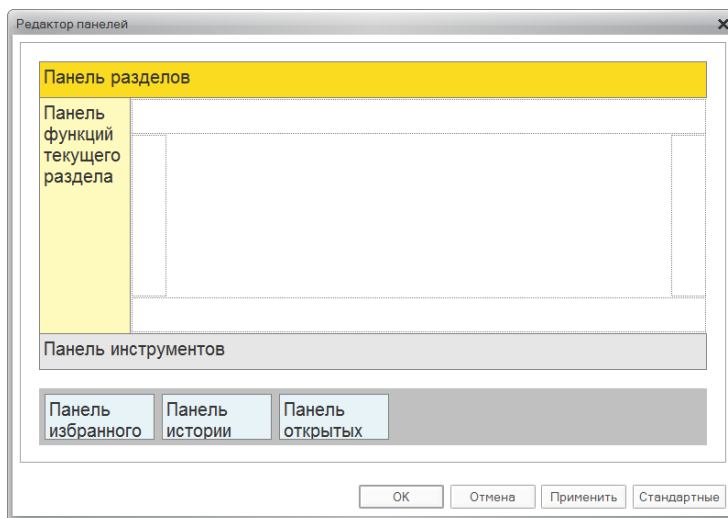 Редактор панелей
Панель разделов
Панель
функций
текущего
раздела
Панель инструментов
Панель
избранного
Панель
истории
Панель
открытых
ОК
Отмена
Применить
Стандартные